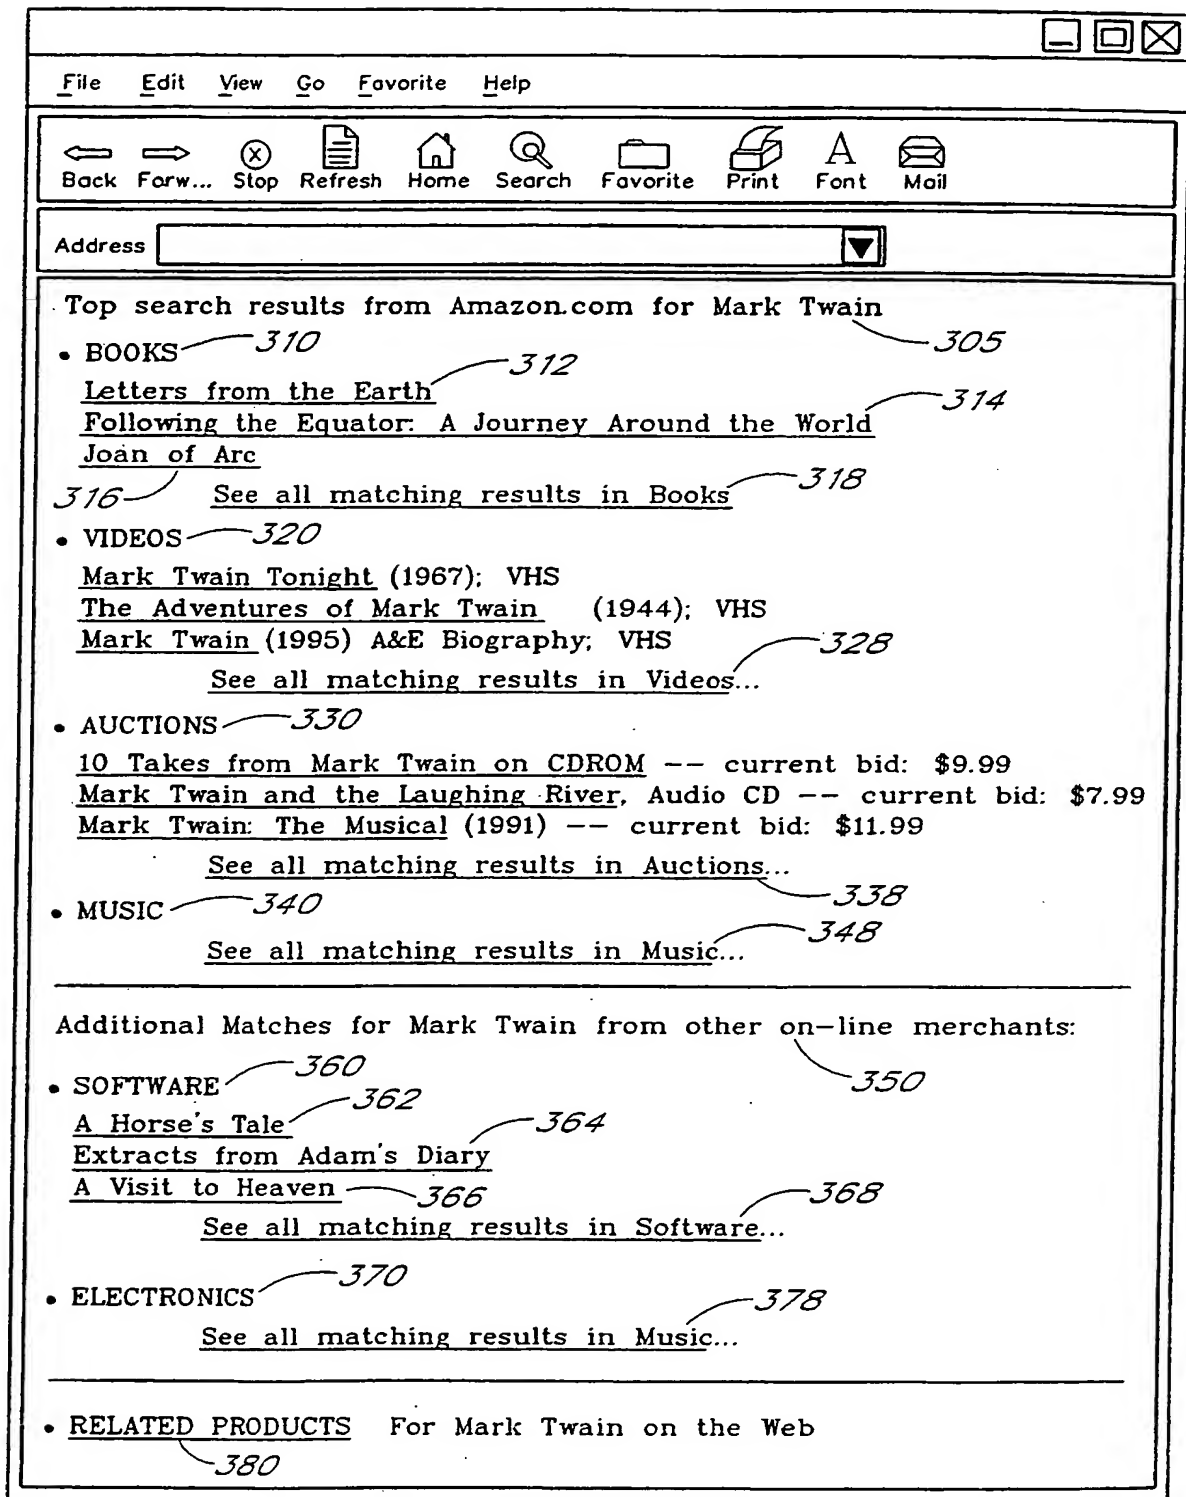 File Edit View Go Favorite Help
Back Forw... Stop Refresh Home Search Favorite Print Font Mail
Address
Top search results from Amazon.com for Mark Twain
305
• BOOKS 310
312
Letters from the Earth
314
Following the Equator: A Journey Around the World
Joan of Arc
316 See all matching results in Books 318
• VIDEOS 320
Mark Twain Tonight (1967); VHS
The Adventures of Mark Twain (1944); VHS
Mark Twain (1995) A&E Biography; VHS 328
See all matching results in Videos...
• AUCTIONS 330
10 Takes from Mark Twain on CDROM -- current bid: $9.99
Mark Twain and the Laughing River, Audio CD -- current bid: $7.99
Mark Twain: The Musical (1991) -- current bid: $11.99
See all matching results in Auctions...
338
• MUSIC 340
348
See all matching results in Music...
Additional Matches for Mark Twain from other on-line merchants:
350
• SOFTWARE 360
362
A Horse's Tale 364
Extracts from Adam's Diary
A Visit to Heaven 366 368
See all matching results in Software...
• ELECTRONICS 370
378
See all matching results in Music...
• RELATED PRODUCTS For Mark Twain on the Web
380